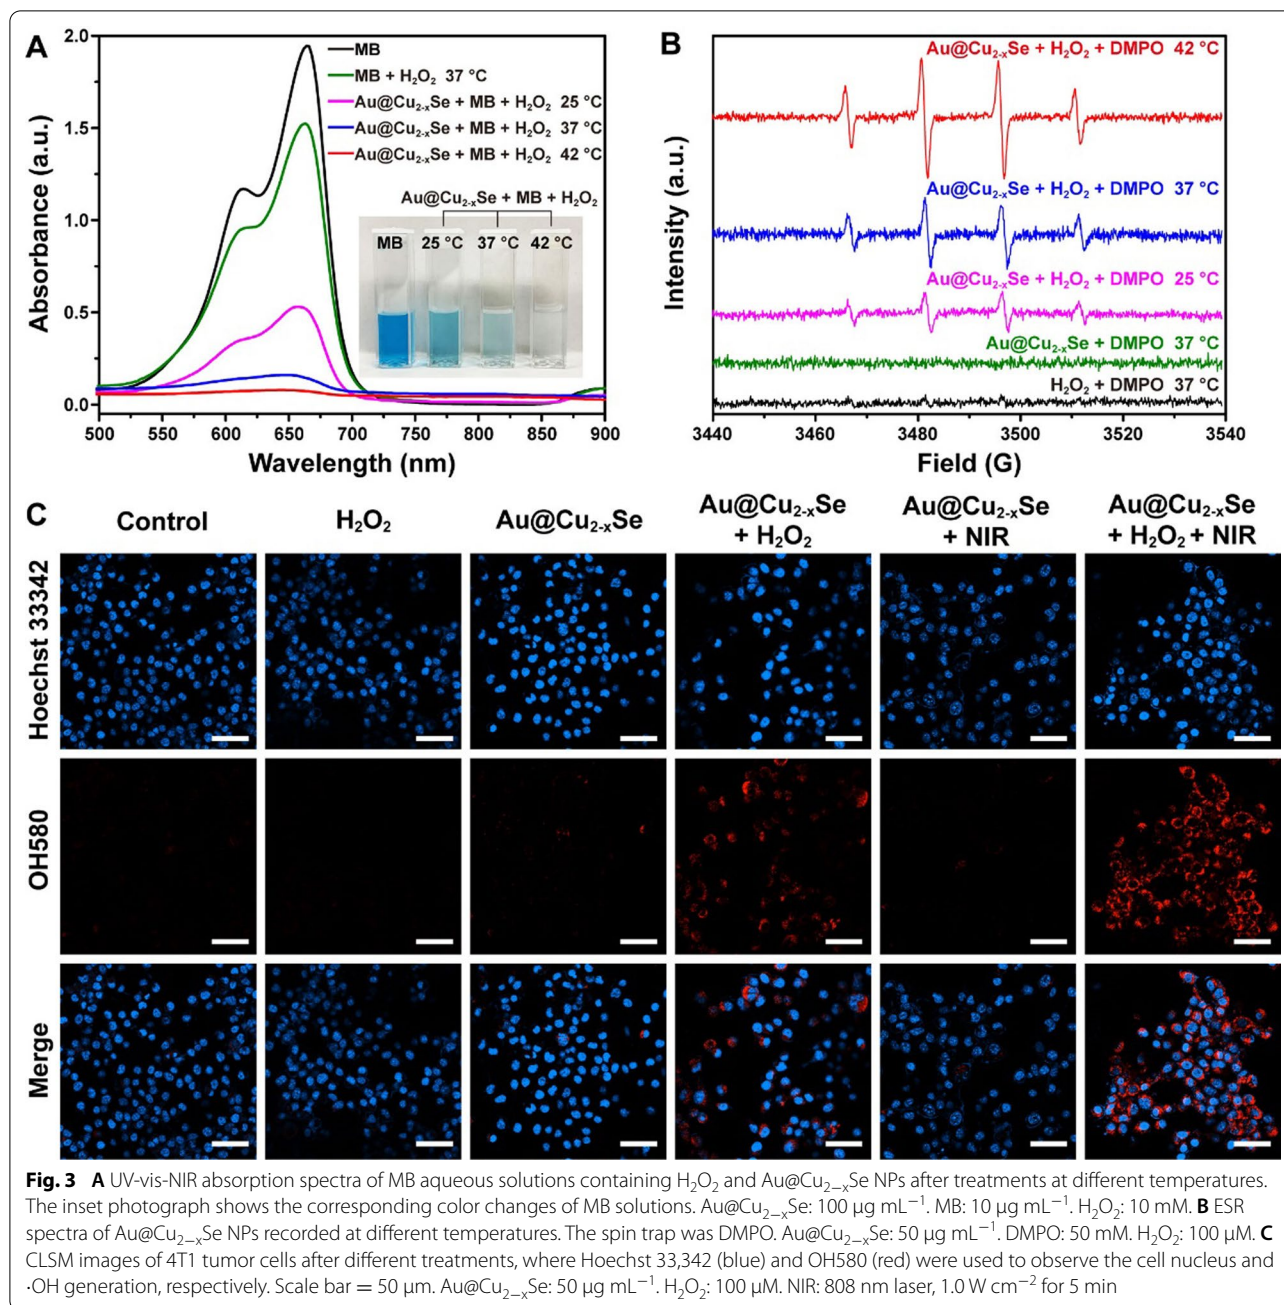 A
2.0
1.5
1.0
0.5
0.0
Absorbance (a.u.)
MB
MB + H₂O₂ 37 °C
Au@Cu₂₋ₓSe + MB + H₂O₂ 25 °C
Au@Cu₂₋ₓSe + MB + H₂O₂ 37 °C
Au@Cu₂₋ₓSe + MB + H₂O₂ 42 °C
Au@Cu₂₋ₓSe + MB + H₂O₂
MB 25 °C 37 °C 42 °C
500 550 600 650 700 750 800 850 900
Wavelength (nm)
B
Intensity (a.u.)
Au@Cu₂₋ₓSe + H₂O₂ + DMPO 42 °C
Au@Cu₂₋ₓSe + H₂O₂ + DMPO 37 °C
Au@Cu₂₋ₓSe + H₂O₂ + DMPO 25 °C
Au@Cu₂₋ₓSe + DMPO 37 °C
H₂O₂ + DMPO 37 °C
3440 3460 3480 3500 3520 3540
Field (G)
C
Control
H₂O₂
Au@Cu₂₋ₓSe
Au@Cu₂₋ₓSe
+ H₂O₂
Au@Cu₂₋ₓSe
+ NIR
Au@Cu₂₋ₓSe
+ H₂O₂ + NIR
Hoechst 33342
OH580
Merge
Fig. 3 A UV-vis-NIR absorption spectra of MB aqueous solutions containing H₂O₂ and Au@Cu₂₋ₓSe NPs after treatments at different temperatures.
The inset photograph shows the corresponding color changes of MB solutions. Au@Cu₂₋ₓSe: 100 μg mL⁻¹. MB: 10 μg mL⁻¹. H₂O₂: 10 mM. B ESR
spectra of Au@Cu₂₋ₓSe NPs recorded at different temperatures. The spin trap was DMPO. Au@Cu₂₋ₓSe: 50 μg mL⁻¹. DMPO: 50 mM. H₂O₂: 100 μM. C
CLSM images of 4T1 tumor cells after different treatments, where Hoechst 33,342 (blue) and OH580 (red) were used to observe the cell nucleus and
·OH generation, respectively. Scale bar = 50 μm. Au@Cu₂₋ₓSe: 50 μg mL⁻¹. H₂O₂: 100 μM. NIR: 808 nm laser, 1.0 W cm⁻² for 5 min